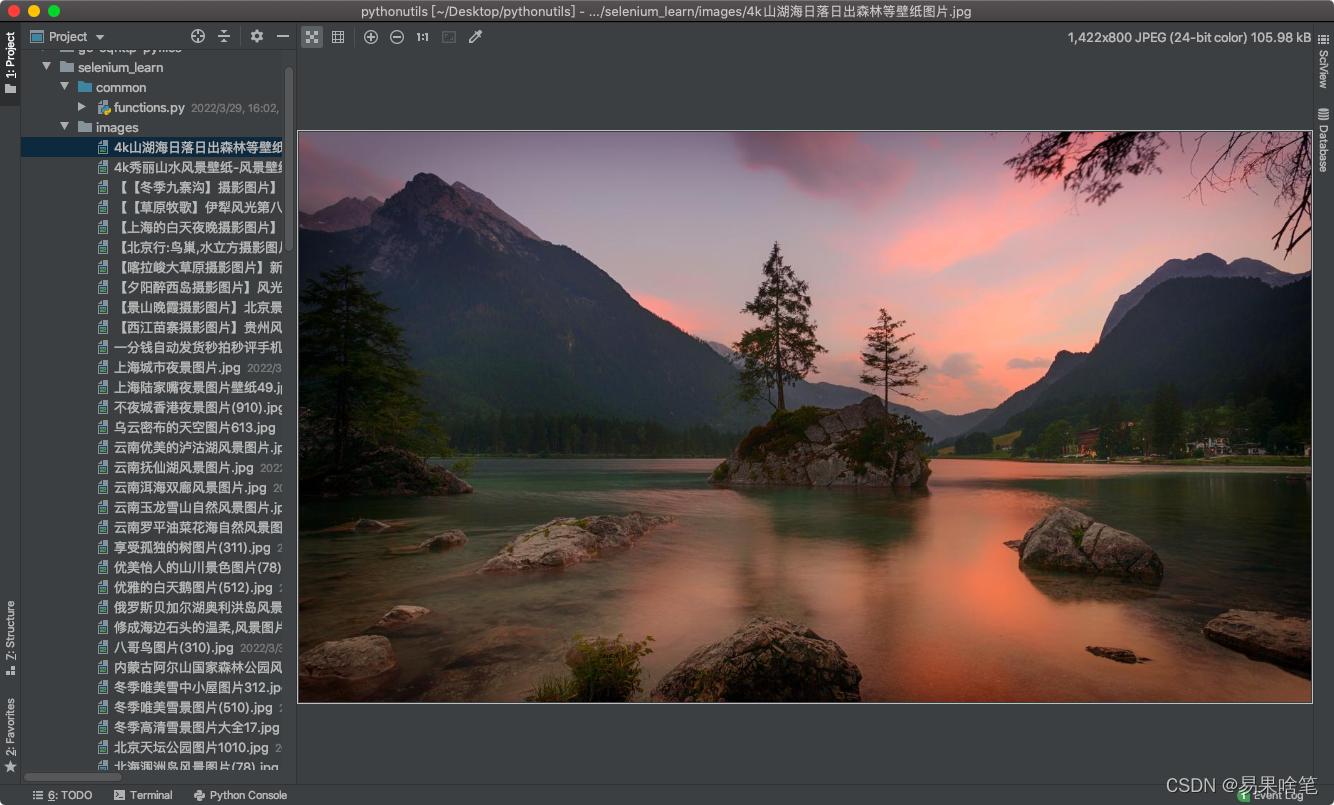 pythonutils [~/Desktop/pythonutils] - .../selenium_learn/images/4k山湖海日落日出森林等壁纸图片.jpg
Project
1:1
1,422x800 JPEG (24-bit color) 105.98 kB
1: Project
SciView
Database
selenium_learn
common
functions.py 2022/3/29, 16:02,
images
4k山湖海日落日出森林等壁纸
4k秀丽山水风景壁纸-风景壁纸
【【冬季九寨沟】摄影图片】
【【草原牧歌】伊犁风光第八
【上海的白天夜晚摄影图片】
【北京行:鸟巢,水立方摄影图片
【喀拉峻大草原摄影图片】新
【夕阳醉西岛摄影图片】风光
【景山晚霞摄影图片】北京景
【西江苗寨摄影图片】贵州风
一分钱自动发货秒拍秒评手机
上海城市夜景图片.jpg 2022/3
上海陆家嘴夜景图片壁纸49.jp
不夜城香港夜景图片(910).jpg
乌云密布的天空图片613.jpg
云南优美的泸沽湖风景图片.jp
云南抚仙湖风景图片.jpg 2022
云南洱海双廊风景图片.jpg 20
云南玉龙雪山自然风景图片.jp
云南罗平油菜花海自然风景图
享受孤独的树图片(311).jpg 2
优美怡人的山川景色图片(78)
优雅的白天鹅图片(512).jpg
俄罗斯贝加尔湖奥利洪岛风景
修成海边石头的温柔,风景图片
八哥鸟图片(310).jpg 2022/3/3
内蒙古阿尔山国家森林公园风
冬季唯美雪中小屋图片312.jp
冬季唯美雪景图片(510).jpg
冬季高清雪景图片大全17.jpg
北京天坛公园图片1010.jpg 20
北海涠洲岛风景图片(78).jpg
Z: Structure
2: Favorites
6: TODO
Terminal
Python Console
1 Event Log
CSDN @易果啥笔